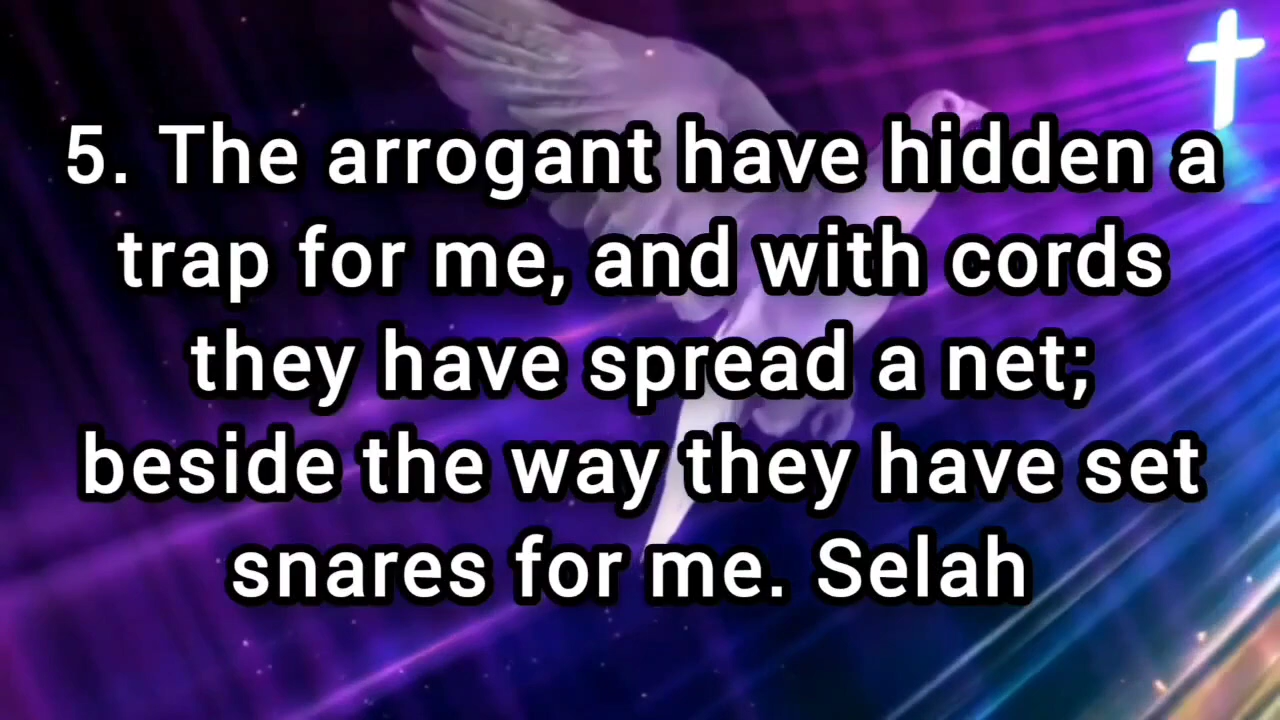 5. The arrogant have hidden a
trap for me, and with cords
they have spread a net;
beside the way they have set
snares for me. Selah